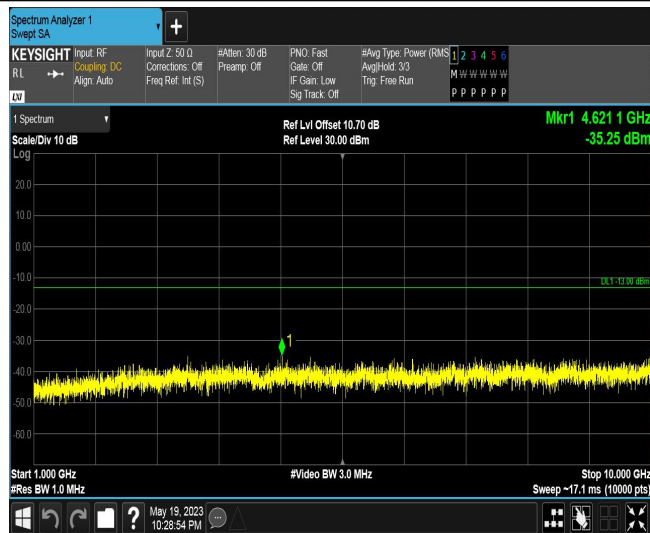 Spectrum Analyzer 1
Swept SA
+
KEYSIGHT
RL
LXI
Input: RF
Coupling: DC
Align: Auto
Input Z: 50 Ω
Corrections: Off
Freq Ref: Int (S)
#Atten: 30 dB
Preamp: Off
PNO: Fast
Gate: Off
IF Gain: Low
Sig Track: Off
#Avg Type: Power (RMS
Avg|Hold: 3/3
Trig: Free Run
1 2 3 4 5 6
M W W W W W
P P P P P P
1 Spectrum
Scale/Div 10 dB
Log
Ref Lvl Offset 10.70 dB
Ref Level 30.00 dBm
Mkr1 4.621 1 GHz
-35.25 dBm
20.0
10.0
0.00
-10.0
DL1 -13.00 dBm
-20.0
-30.0
1
-40.0
-50.0
-60.0
Start 1.000 GHz
#Res BW 1.0 MHz
#Video BW 3.0 MHz
Stop 10.000 GHz
Sweep ~17.1 ms (10000 pts)
?
May 19, 2023
10:28:54 PM